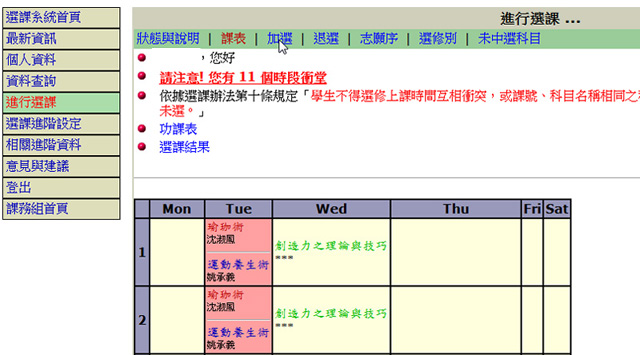 選課系統首頁
最新資訊
個人資料
資料查詢
進行選課
選課進階設定
相關進階資料
意見與建議
登出
課務組首頁
進行選課 ...
狀態與說明 | 課表 | 加選 | 退選 | 志願序 | 選修別 | 未中選科目
，您好
請注意! 您有 11 個時段衝堂
依據選課辦法第十條規定「學生不得選修上課時間互相衝突，或課號、科目名稱相同之科
未選。」
功課表
選課結果
Mon Tue Wed Thu Fri Sat
1
瑜珈術
沈淑鳳
運動養生術
姚承義
創造力之理論與技巧
***
2
瑜珈術
沈淑鳳
運動養生術
姚承義
創造力之理論與技巧
***